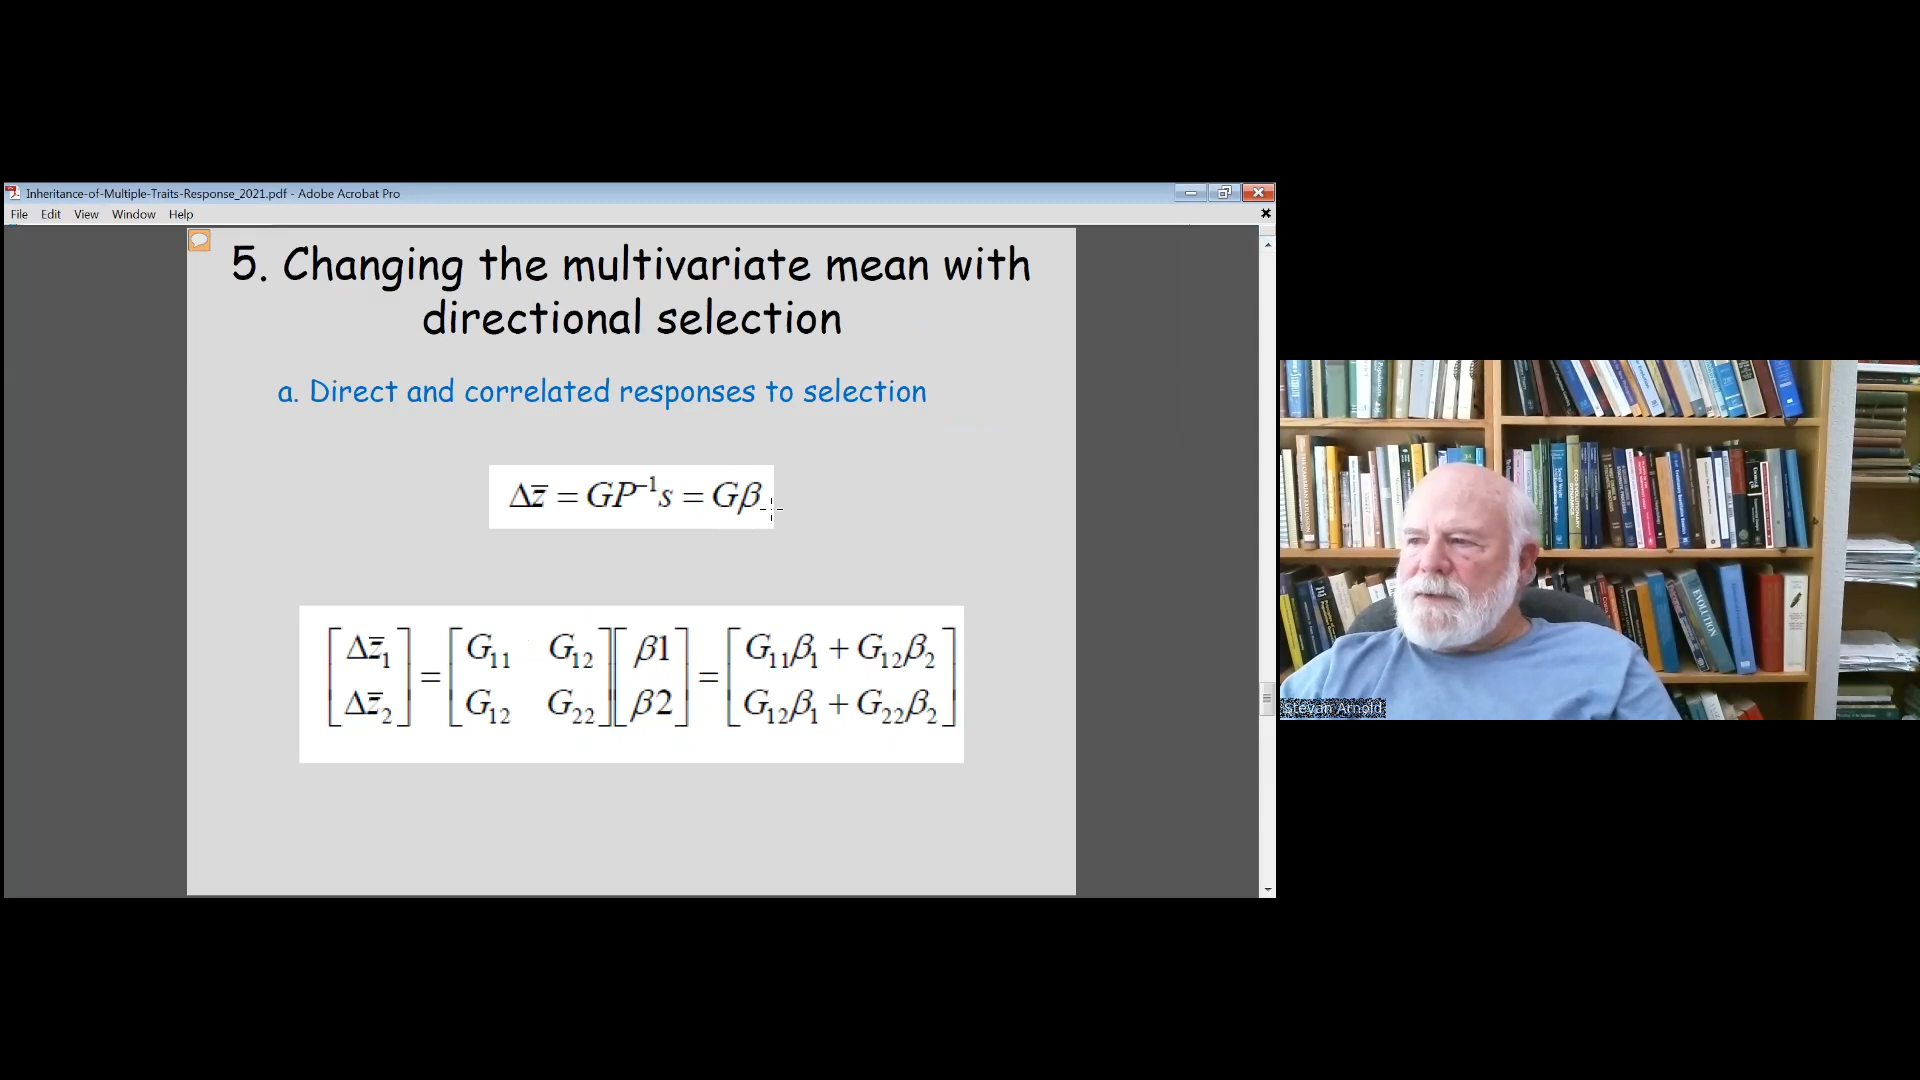 Inheritance-of-Multiple-Traits-Response_2021.pdf - Adobe Acrobat Pro
File Edit View Window Help
5. Changing the multivariate mean with
directional selection
a. Direct and correlated responses to selection
Δz̅ = GP⁻¹s = Gβ
[Δz̅₁ Δz̅₂] = [G₁₁ G₁₂ G₁₂ G₂₂][β1 β2] = [G₁₁β₁ + G₁₂β₂ G₁₂β₁ + G₂₂β₂]
EVOLUTION
Stevan Arnold